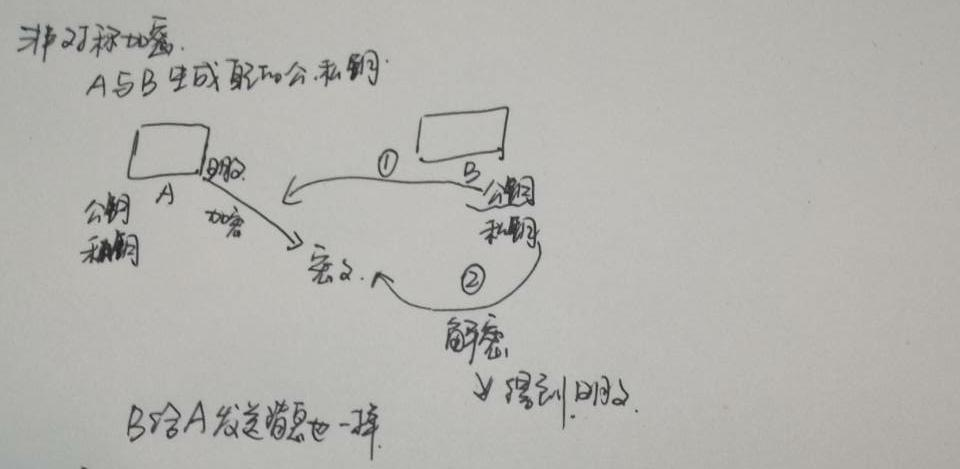 非对称加密.
A与B生成配对公.私钥.
①
B
A
明文
公钥
公钥
私钥
加密
私钥
密文.
②
解密
得到明文.
B给A发送消息也一样